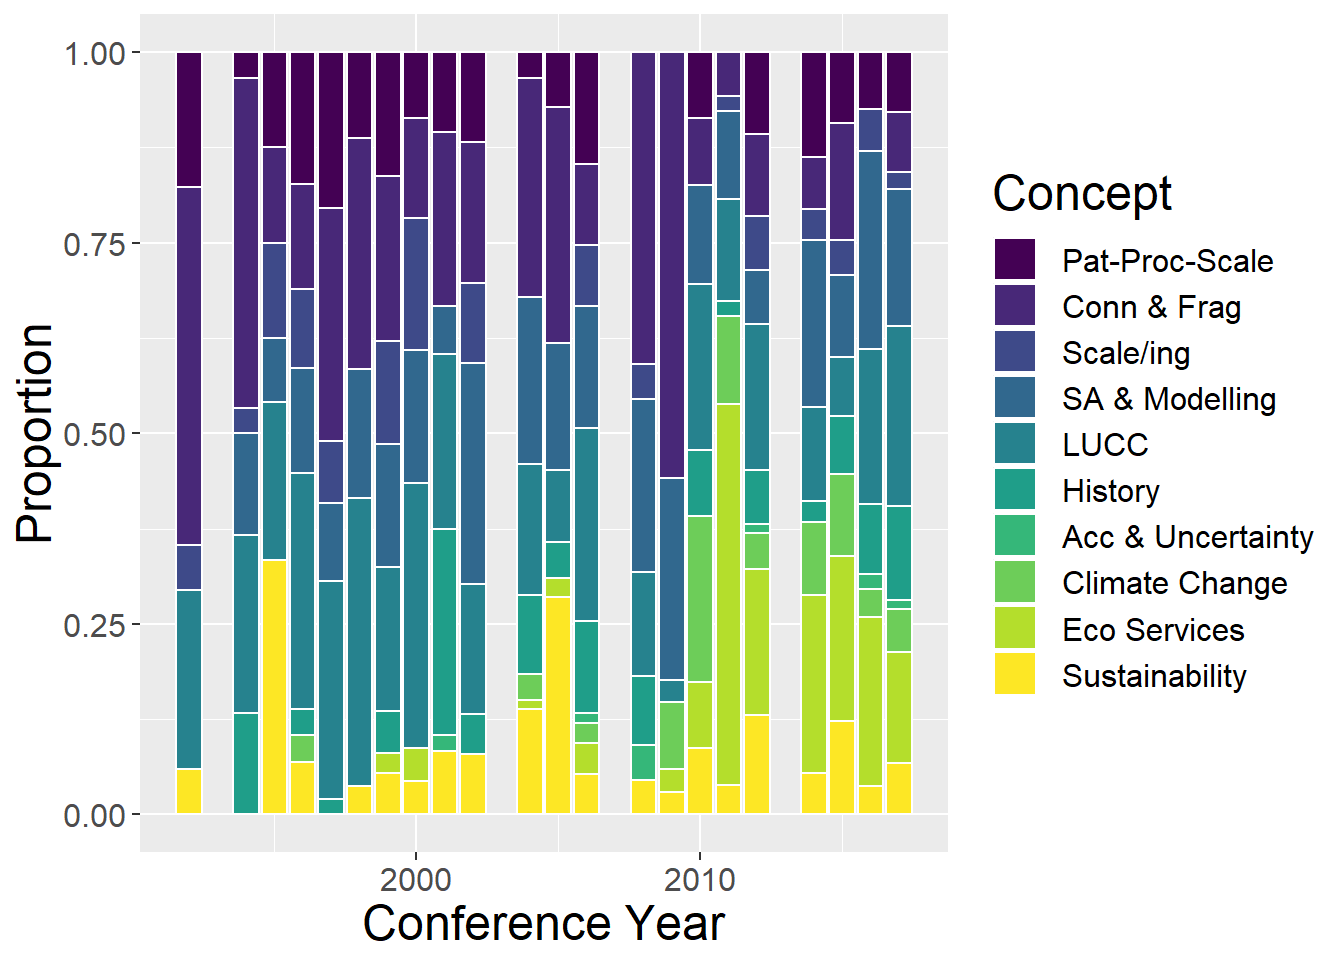 1.00
0.75
0.50
0.25
0.00
Proportion
2000
2010
Conference Year
Concept
Pat-Proc-Scale
Conn & Frag
Scale/ing
SA & Modelling
LUCC
History
Acc & Uncertainty
Climate Change
Eco Services
Sustainability